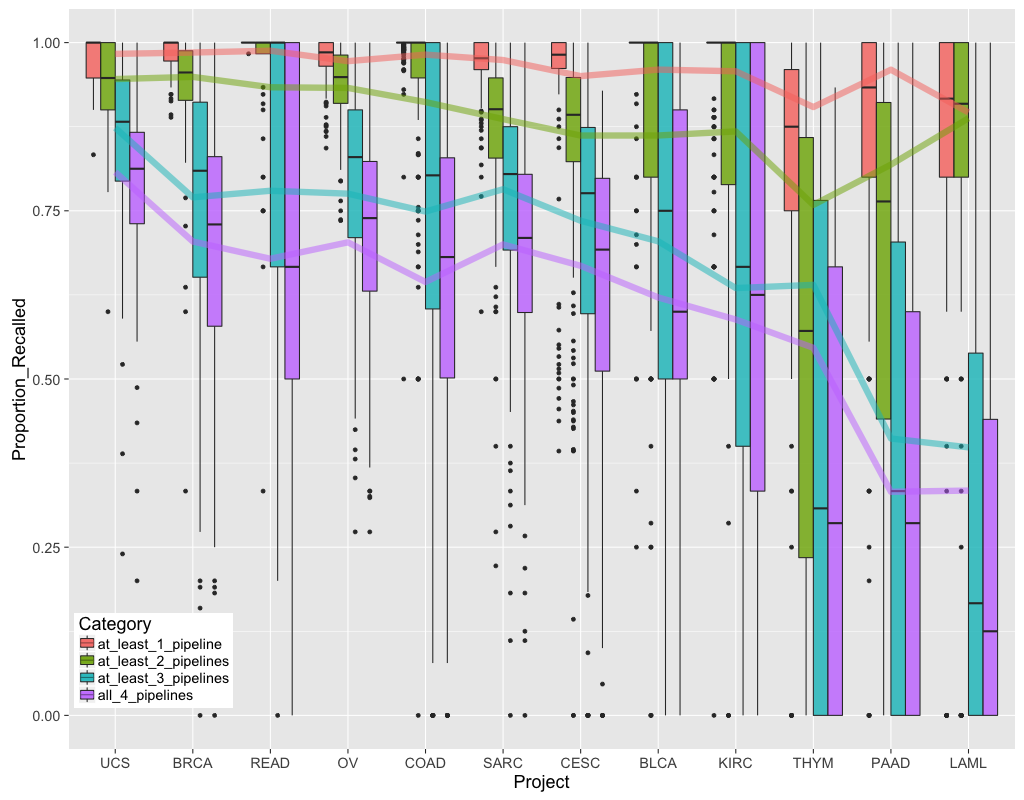 1.00
0.75
0.50
0.25
0.00
Proportion_Recalled
Category
at_least_1_pipeline
at_least_2_pipelines
at_least_3_pipelines
all_4_pipelines
UCS BRCA READ OV COAD SARC CESC BLCA KIRC THYM PAAD LAML
Project